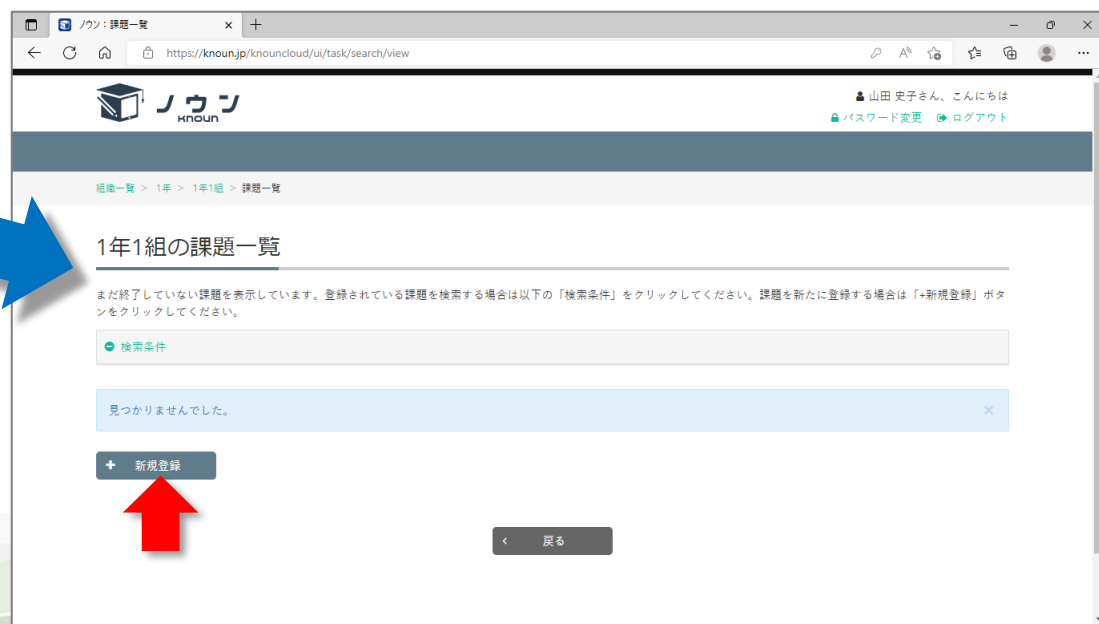 ノウン：課題一覧
https://knoun.jp/knouncloud/ui/task/search/view
ノウン
knoun
山田 史子さん、こんにちは
パスワード変更 ログアウト
組織一覧 > 1年 > 1年1組 > 課題一覧
1年1組の課題一覧
まだ終了していない課題を表示しています。登録されている課題を検索する場合は以下の「検索条件」をクリックしてください。課題を新たに登録する場合は「+新規登録」ボタ
ンをクリックしてください。
検索条件
見つかりませんでした。
+ 新規登録
< 戻る